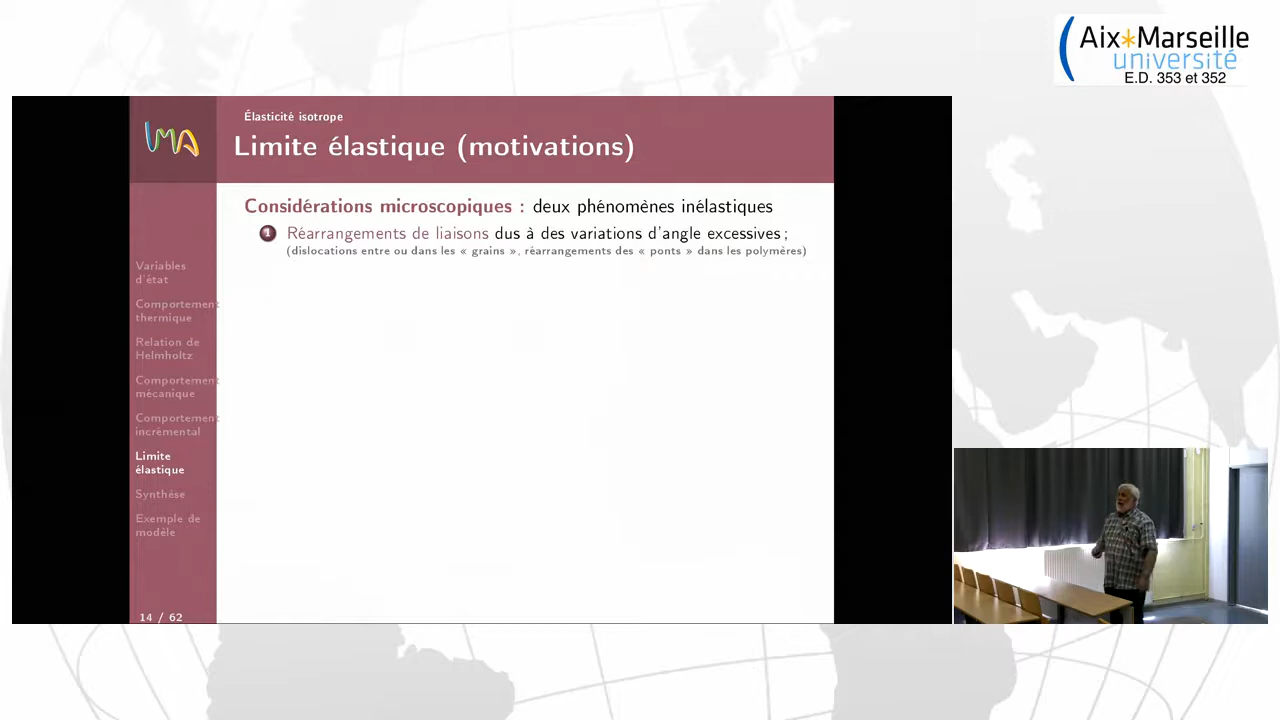 Aix*Marseille
université
E.D. 353 et 352
LMA
Élasticité isotrope
Limite élastique (motivations)
Considérations microscopiques : deux phénomènes inélastiques
1 Réarrangements de liaisons dus à des variations d'angle excessives ;
(dislocations entre ou dans les « grains », réarrangements des « ponts » dans les polymères)
Variables
d'état
Comportement
thermique
Relation de
Helmholtz
Comportement
mécanique
Comportement
incrémental
Limite
élastique
Synthèse
Exemple de
modèle
14 / 62